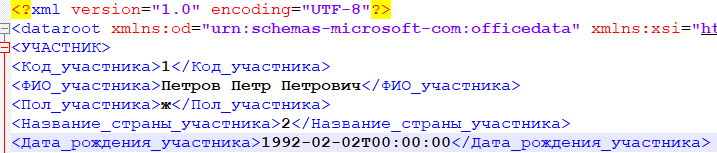 <?xml version="1.0" encoding="UTF-8"?>
<dataroot xmlns:od="urn:schemas-microsoft-com:officedata" xmlns:xsi="ht
<УЧАСТНИК>
<Код_участника>1</Код_участника>
<ФИО_участника>Петров Петр Петрович</ФИО_участника>
<Пол_участника>ж</Пол_участника>
<Название_страны_участника>2</Название_страны_участника>
<Дата_рождения_участника>1992-02-02T00:00:00</Дата_рождения_участника>